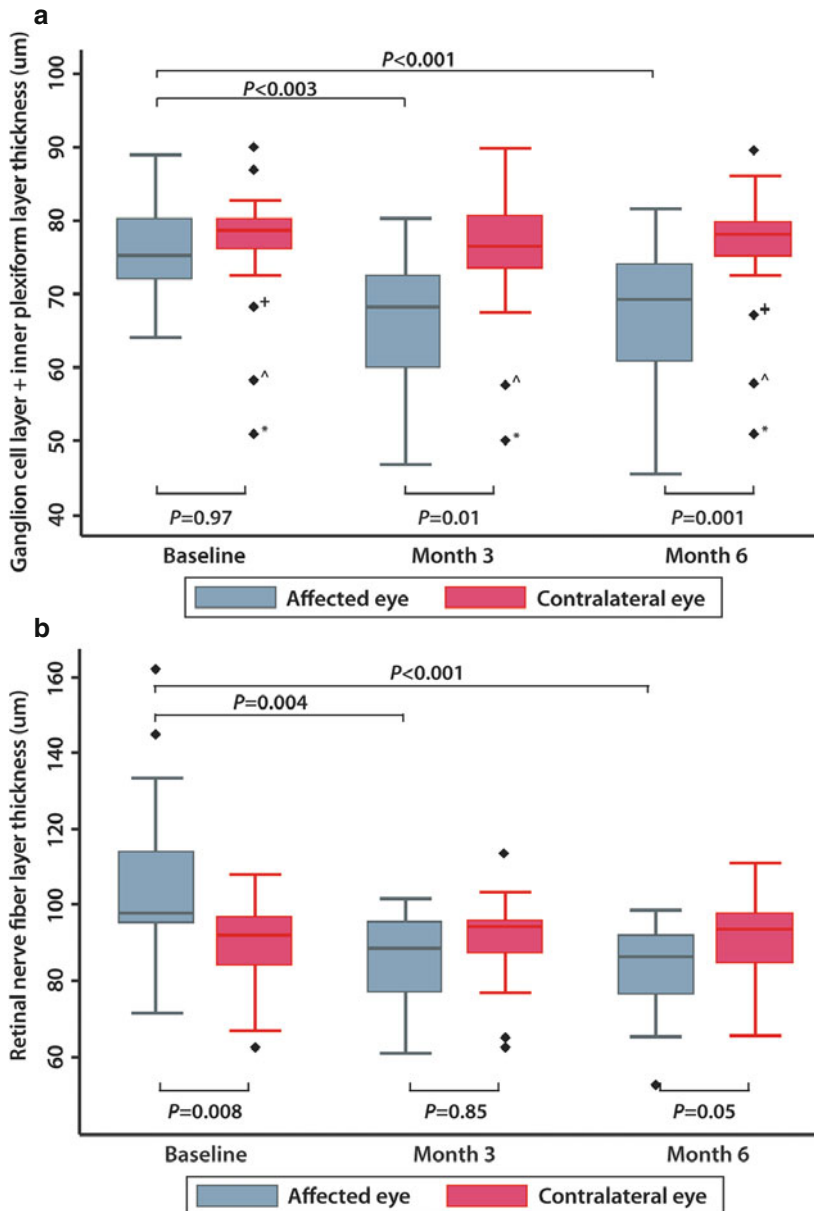 a
Ganglion cell layer + inner plexiform layer thickness (um)
100
90
80
70
60
50
40
P<0.001
P<0.003
+
^
*
^
*
+
^
*
P=0.97
P=0.01
P=0.001
Baseline
Month 3
Month 6
Affected eye
Contralateral eye
b
Retinal nerve fiber layer thickness (um)
160
140
120
100
80
60
P<0.001
P=0.004
P=0.008
P=0.85
P=0.05
Baseline
Month 3
Month 6
Affected eye
Contralateral eye